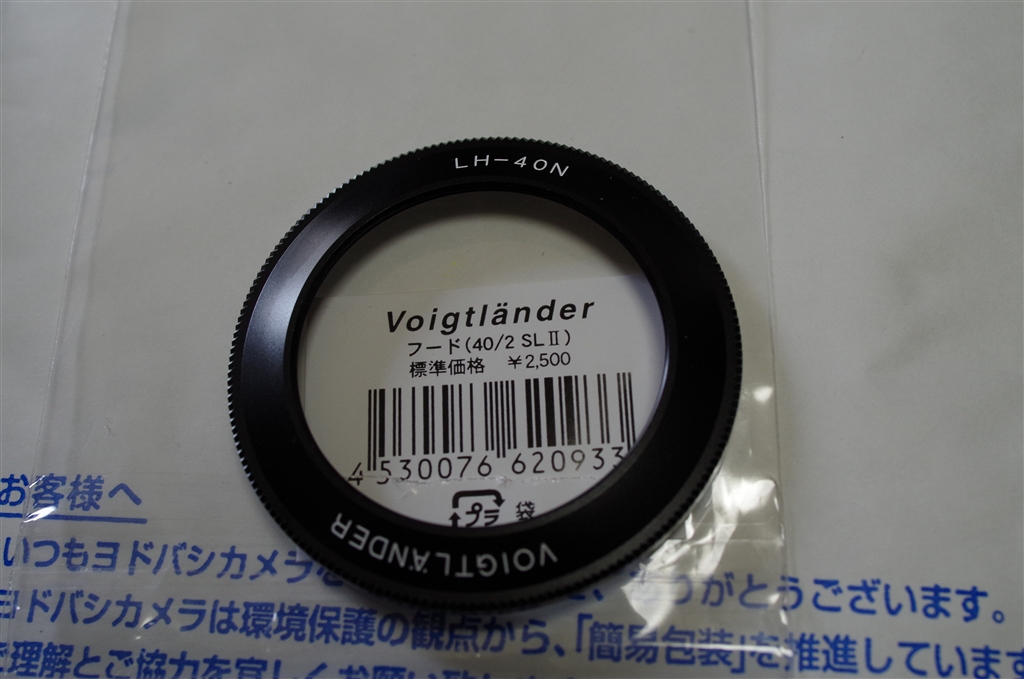 LH-40N
Voigtländer
フード(40/2 SLⅡ)
標準価格 ¥2,500
4 530076 620933
プラ 袋
VOIGTLÄNDER
お客様へ
いつもヨドバシカメラを うがとうございます。
ヨドバシカメラは環境保護の観点から、「簡易包装」を推進しています
理解とご協力を宜しくお願い致し